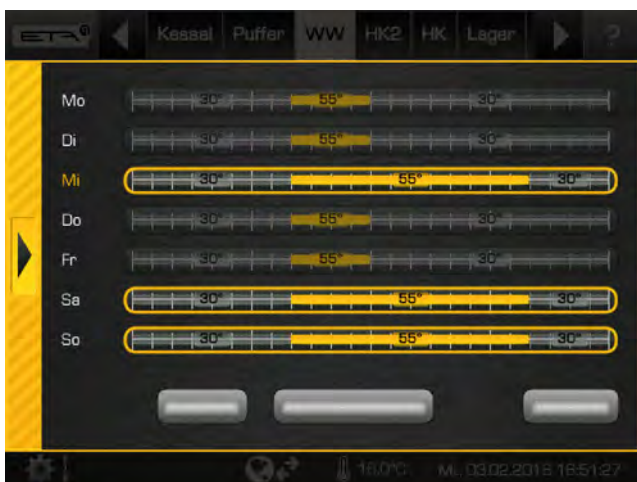 ETA® Kessel Puffer WW HK2 HK Lager ?
Mo 30° 55° 30°
Di 30° 55° 30°
Mi 30° 55° 30°
Do 30° 55° 30°
Fr 30° 55° 30°
Sa 30° 55° 30°
So 30° 55° 30°
16,0°C Mi., 03.02.2016 18:51:27